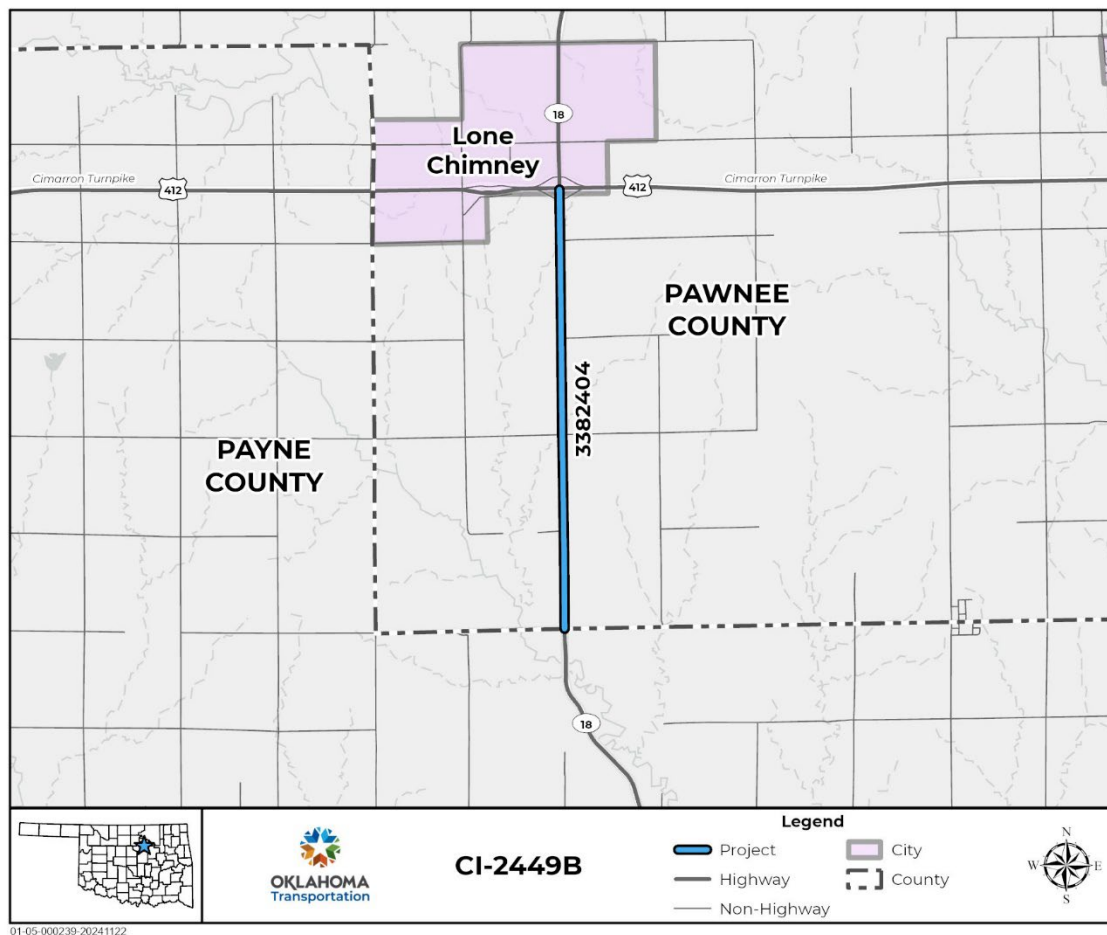 18
Lone
Chimney
Cimarron Turnpike
412
412
Cimarron Turnpike
PAWNEE
COUNTY
3382404
PAYNE
COUNTY
18
OKLAHOMA
Transportation
CI-2449B
Legend
Project
City
Highway
County
Non-Highway
N
W
E
S
01-05-000239-20241122